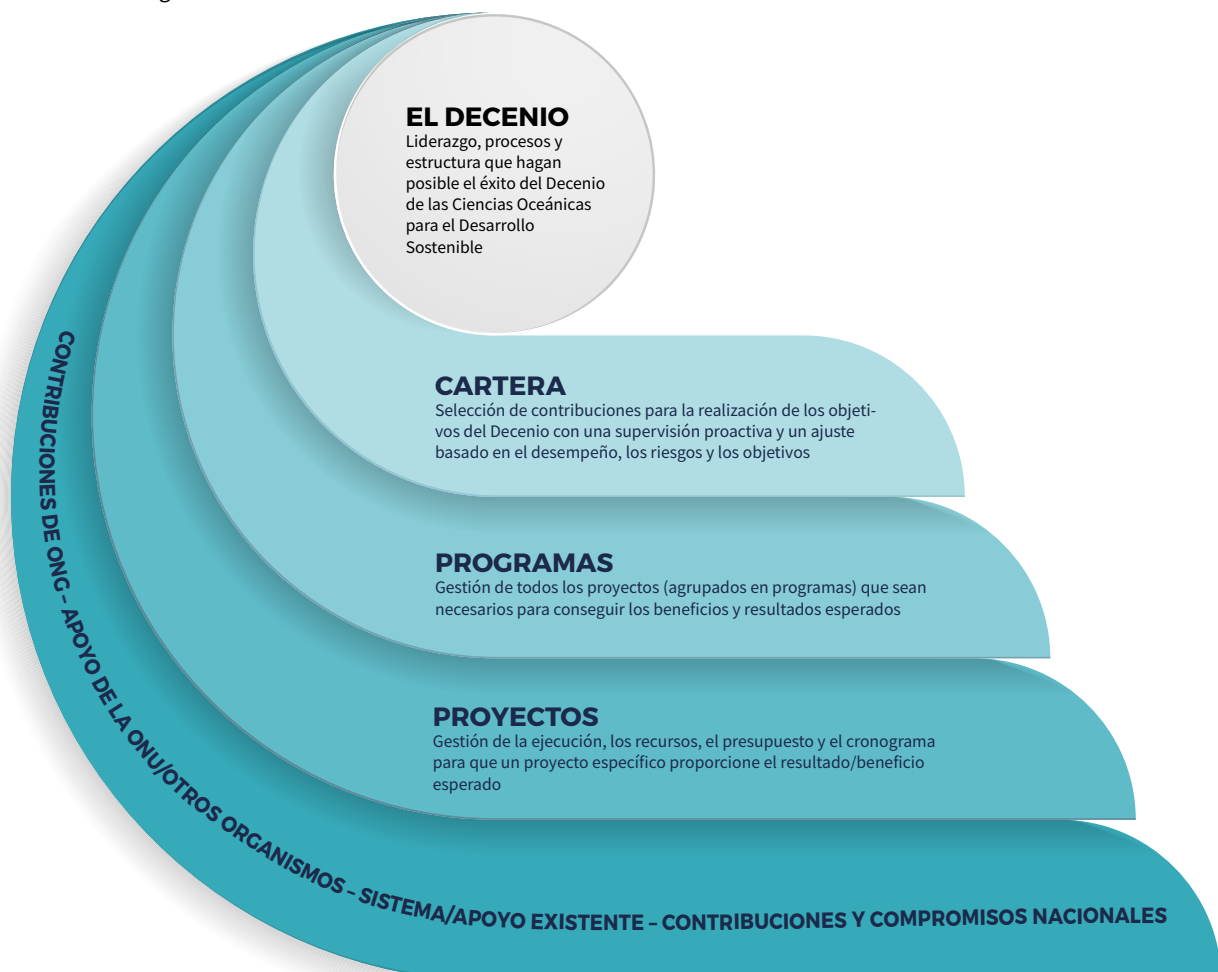 EL DECENIO
Liderazgo, procesos y
estructura que hagan
posible el éxito del Decenio
de las Ciencias Oceánicas
para el Desarrollo
Sostenible
CARTERA
Selección de contribuciones para la realización de los objeti-
vos del Decenio con una supervisión proactiva y un ajuste
basado en el desempeño, los riesgos y los objetivos
PROGRAMAS
Gestión de todos los proyectos (agrupados en programas) que sean
necesarios para conseguir los beneficios y resultados esperados
PROYECTOS
Gestión de la ejecución, los recursos, el presupuesto y el cronograma
para que un proyecto específico proporcione el resultado/beneficio
esperado
CONTRIBUCIONES DE ONG – APOYO DE LA ONU/OTROS ORGANISMOS – SISTEMA/APOYO EXISTENTE – CONTRIBUCIONES Y COMPROMISOS NACIONALES